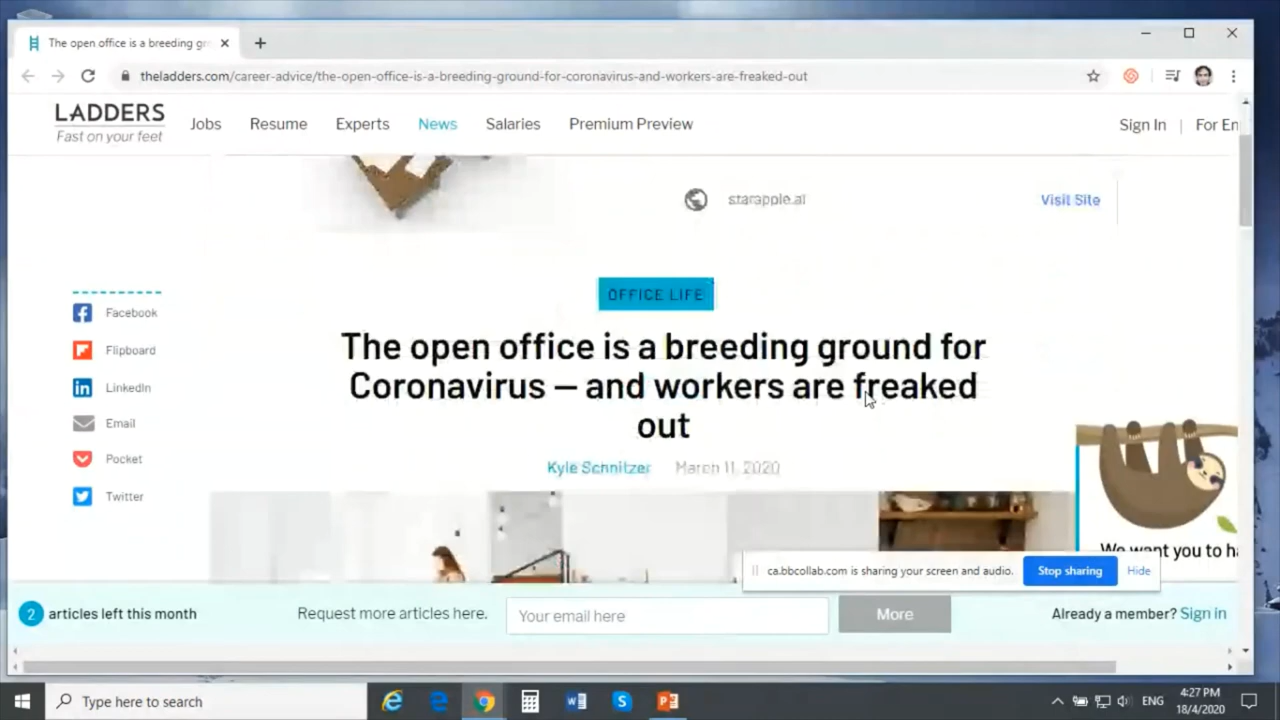 The open office is a breeding gr
theladders.com/career-advice/the-open-office-is-a-breeding-ground-for-coronavirus-and-workers-are-freaked-out
LADDERS
Fast on your feet
Jobs
Resume
Experts
News
Salaries
Premium Preview
Sign In | For En
starapple.ai
Visit Site
OFFICE LIFE
Facebook
Flipboard
LinkedIn
Email
Pocket
Twitter
The open office is a breeding ground for
Coronavirus – and workers are freaked
out
Kyle Schnitzer March 11, 2020
We want you to ha
ca.bbcollab.com is sharing your screen and audio.
Stop sharing
Hide
2 articles left this month
Request more articles here.
Your email here
More
Already a member? Sign in
Type here to search
ENG
4:27 PM
18/4/2020